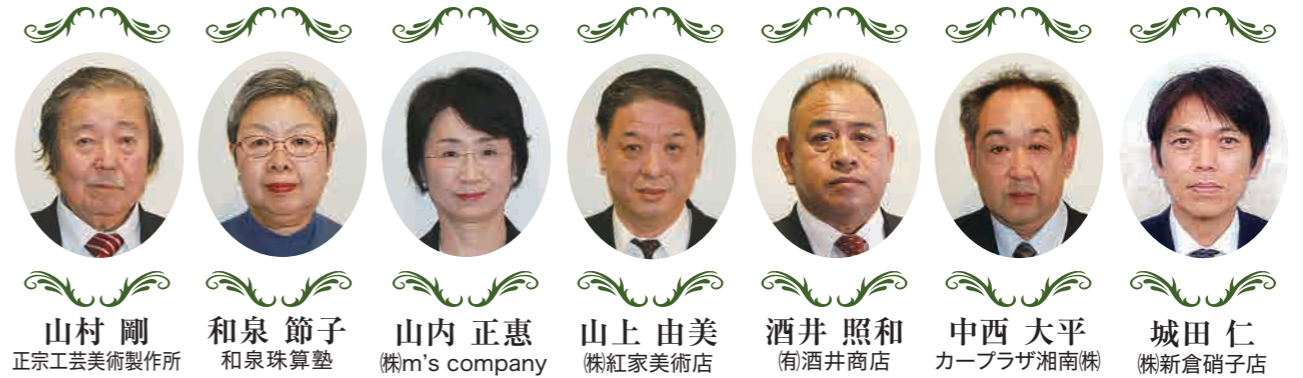 山村 剛
正宗工芸美術製作所
和泉 節子
和泉珠算塾
山内 正惠
㈱m's company
山上 由美
㈱紅家美術店
酒井 照和
㈲酒井商店
中西 大平
カープラザ湘南㈱
城田 仁
㈱新倉硝子店